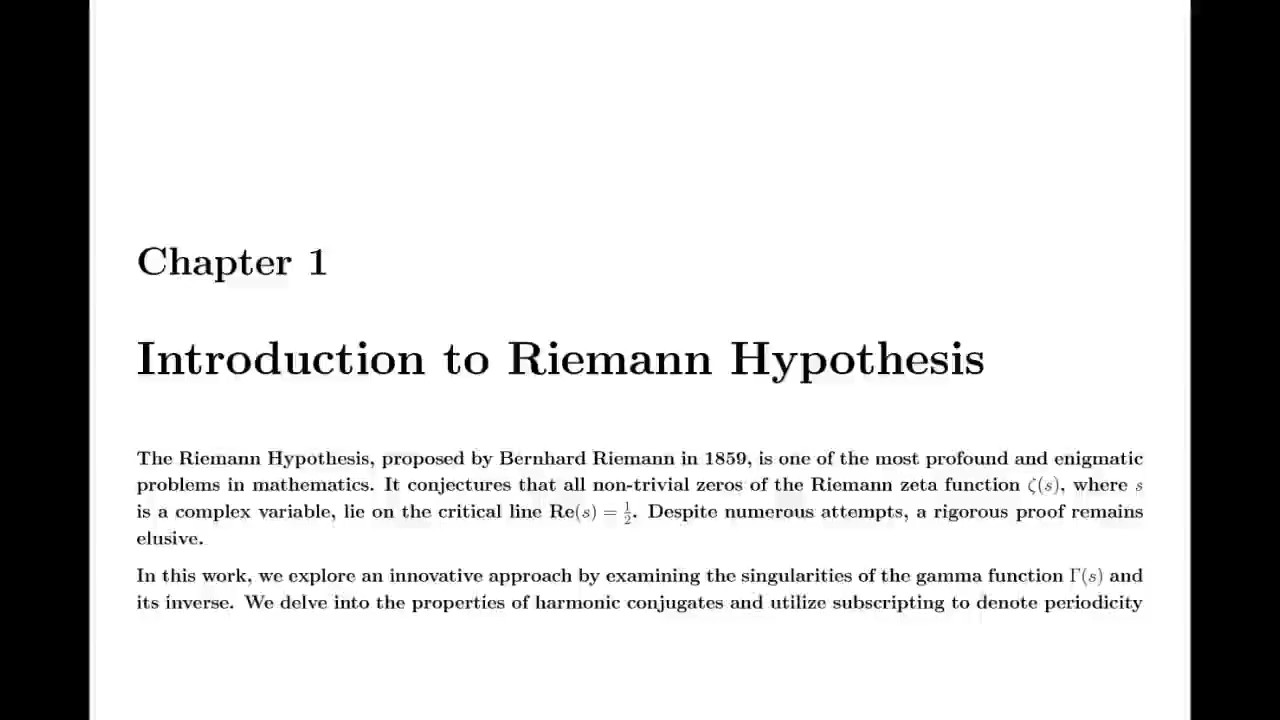 Chapter 1
Introduction to Riemann Hypothesis
The Riemann Hypothesis, proposed by Bernhard Riemann in 1859, is one of the most profound and enigmatic
problems in mathematics. It conjectures that all non-trivial zeros of the Riemann zeta function ζ(s), where s
is a complex variable, lie on the critical line Re(s) = 1/2. Despite numerous attempts, a rigorous proof remains
elusive.
In this work, we explore an innovative approach by examining the singularities of the gamma function Γ(s) and
its inverse. We delve into the properties of harmonic conjugates and utilize subscripting to denote periodicity